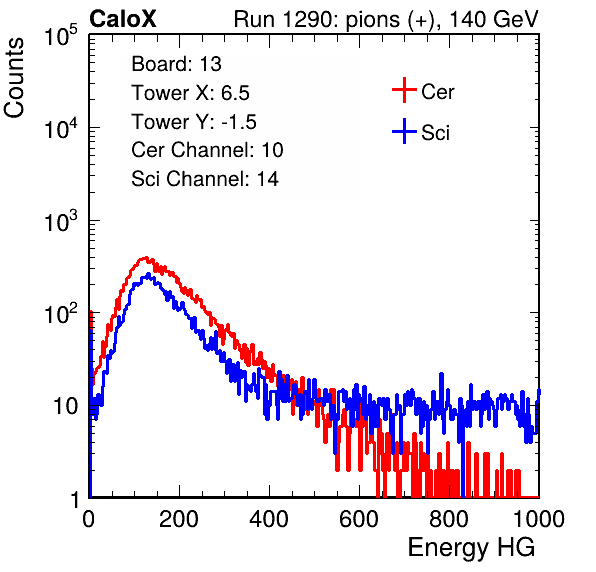 CaloX Run 1290: pions (+), 140 GeV
Counts
10^5
10^4
10^3
10^2
10
1
Board: 13
Tower X: 6.5
Tower Y: -1.5
Cer Channel: 10
Sci Channel: 14
Cer
Sci
0 200 400 600 800 1000
Energy HG